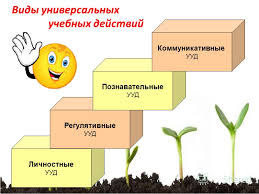 Виды универсальных
учебных действий
Коммуникативные
УУД
Познавательные
УУД
Регулятивные
УУД
Личностные
УУД